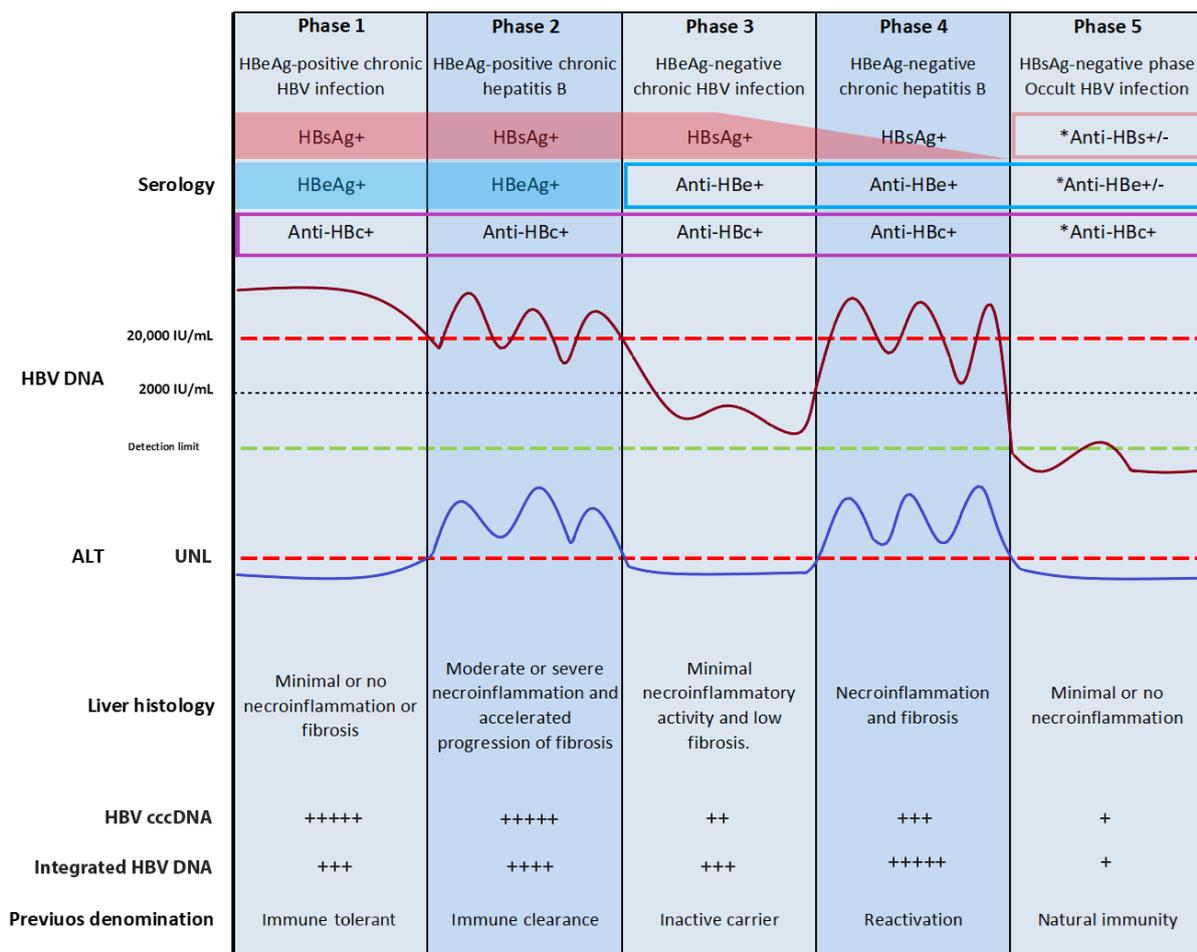 Phase 1 Phase 2 Phase 3 Phase 4 Phase 5
HBeAg-positive chronic
HBV infection
HBeAg-positive chronic
hepatitis B
HBeAg-negative
chronic HBV infection
HBeAg-negative
chronic hepatitis B
HBsAg-negative phase
Occult HBV infection
HBsAg+ HBsAg+ HBsAg+ HBsAg+ *Anti-HBs+/-
Serology HBeAg+ HBeAg+ Anti-HBe+ Anti-HBe+ *Anti-HBe+/-
Anti-HBc+ Anti-HBc+ Anti-HBc+ Anti-HBc+ *Anti-HBc+
20,000 IU/mL
HBV DNA
2000 IU/mL
Detection limit
ALT UNL
Liver histology
Minimal or no
necroinflammation or
fibrosis
Moderate or severe
necroinflammation and
accelerated
progression of fibrosis
Minimal
necroinflammatory
activity and low
fibrosis.
Necroinflammation
and fibrosis
Minimal or no
necroinflammation
HBV cccDNA +++++ +++++ ++ +++ +
Integrated HBV DNA +++ ++++ +++ +++++ +
Previuos denomination Immune tolerant Immune clearance Inactive carrier Reactivation Natural immunity